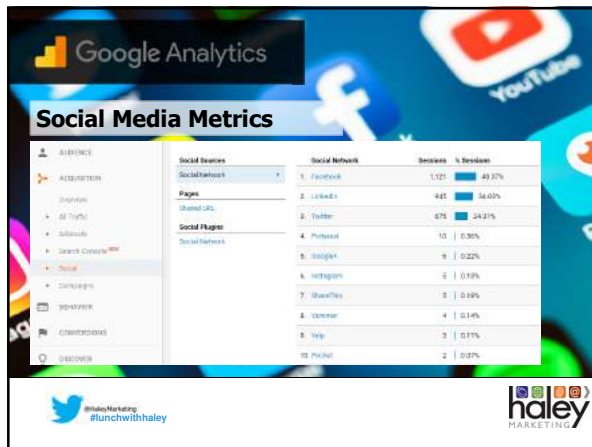 Google Analytics
YouTube
Social Media Metrics
AUDIENCE
ACQUISITION
Overview
All Traffic
AdWords
Search Console NEW
Social
Campaigns
BEHAVIOR
CONVERSIONS
DISCOVER
Social Sources
Social Network
Pages
Shared URL
Social Plugins
Social Network
Social Network Sessions % Sessions
1. Facebook 1,121 40.37%
2. LinkedIn 945 34.03%
3. Twitter 675 24.31%
4. Pinterest 10 0.36%
5. Google+ 6 0.22%
6. Instagram 5 0.18%
7. ShareThis 5 0.18%
8. Yammer 4 0.14%
9. Yelp 3 0.11%
10. Pocket 2 0.07%
@HaleyMarketing
#lunchwithhaley
haley
MARKETING